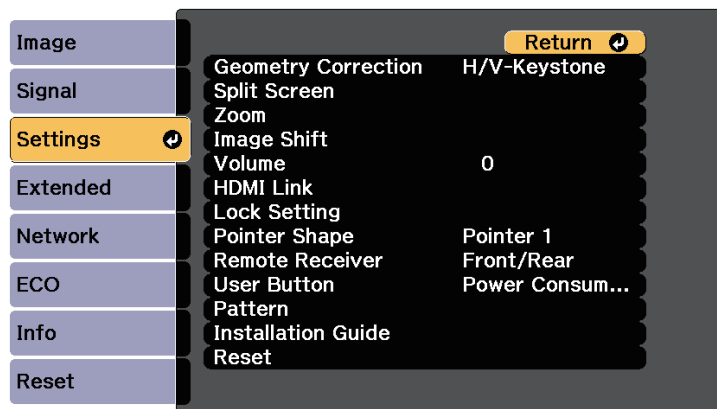 Image
Signal
Settings
Extended
Network
ECO
Info
Reset
Return
Geometry Correction H/V-Keystone
Split Screen
Zoom
Image Shift
Volume 0
HDMI Link
Lock Setting
Pointer Shape Pointer 1
Remote Receiver Front/Rear
User Button Power Consum...
Pattern
Installation Guide
Reset